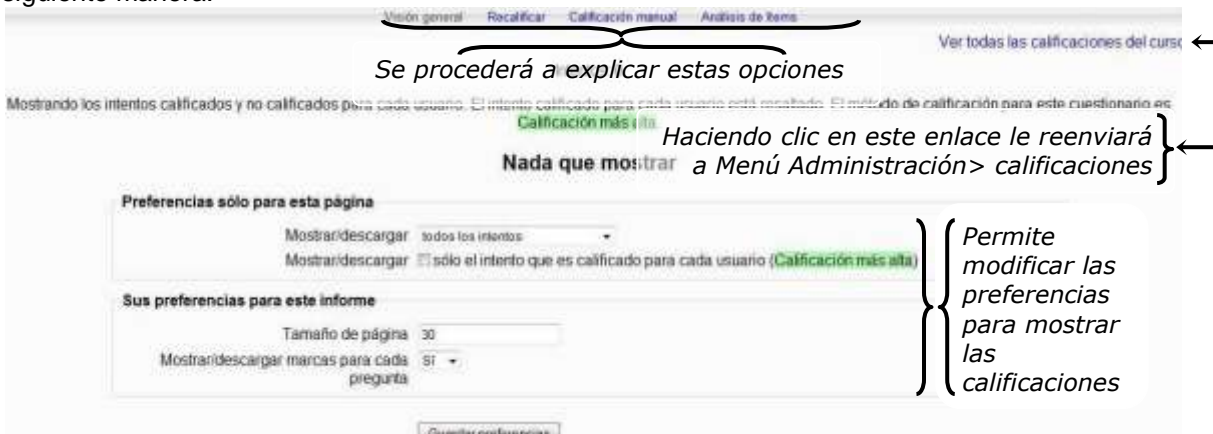 siguiente manera:
Visión general Recalificar Calificación manual Análisis de ítems
Ver todas las calificaciones del curso
Se procederá a explicar estas opciones
Mostrando los intentos calificados y no calificados para cada usuario. El intento calificado para cada usuario está resaltado. El método de calificación para este cuestionario es
Calificación más alta
Haciendo clic en este enlace le reenviará
a Menú Administración> calificaciones
Nada que mostrar
Preferencias sólo para esta página
Mostrar/descargar todos los intentos
Mostrar/descargar sólo el intento que es calificado para cada usuario (Calificación más alta)
Sus preferencias para este informe
Tamaño de página 30
Mostrar/descargar marcas para cada Sí
pregunta
Permite
modificar las
preferencias
para mostrar
las
calificaciones
Guardar preferencias